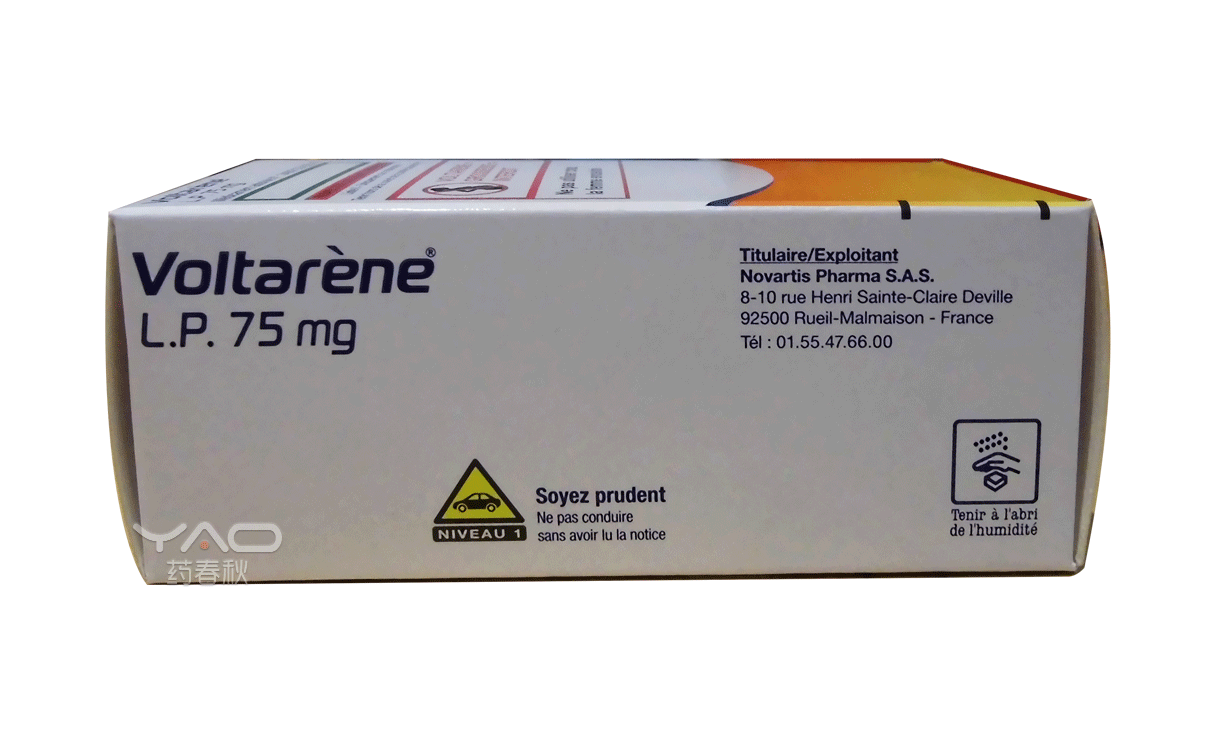 Voltarène®
L.P. 75 mg
Titulaire/Exploitant
Novartis Pharma S.A.S.
8-10 rue Henri Sainte-Claire Deville
92500 Rueil-Malmaison - France
Tél : 01.55.47.66.00
NIVEAU 1
Soyez prudent
Ne pas conduire
sans avoir lu la notice
Tenir à l'abri
de l'humidité
YAO
药春秋